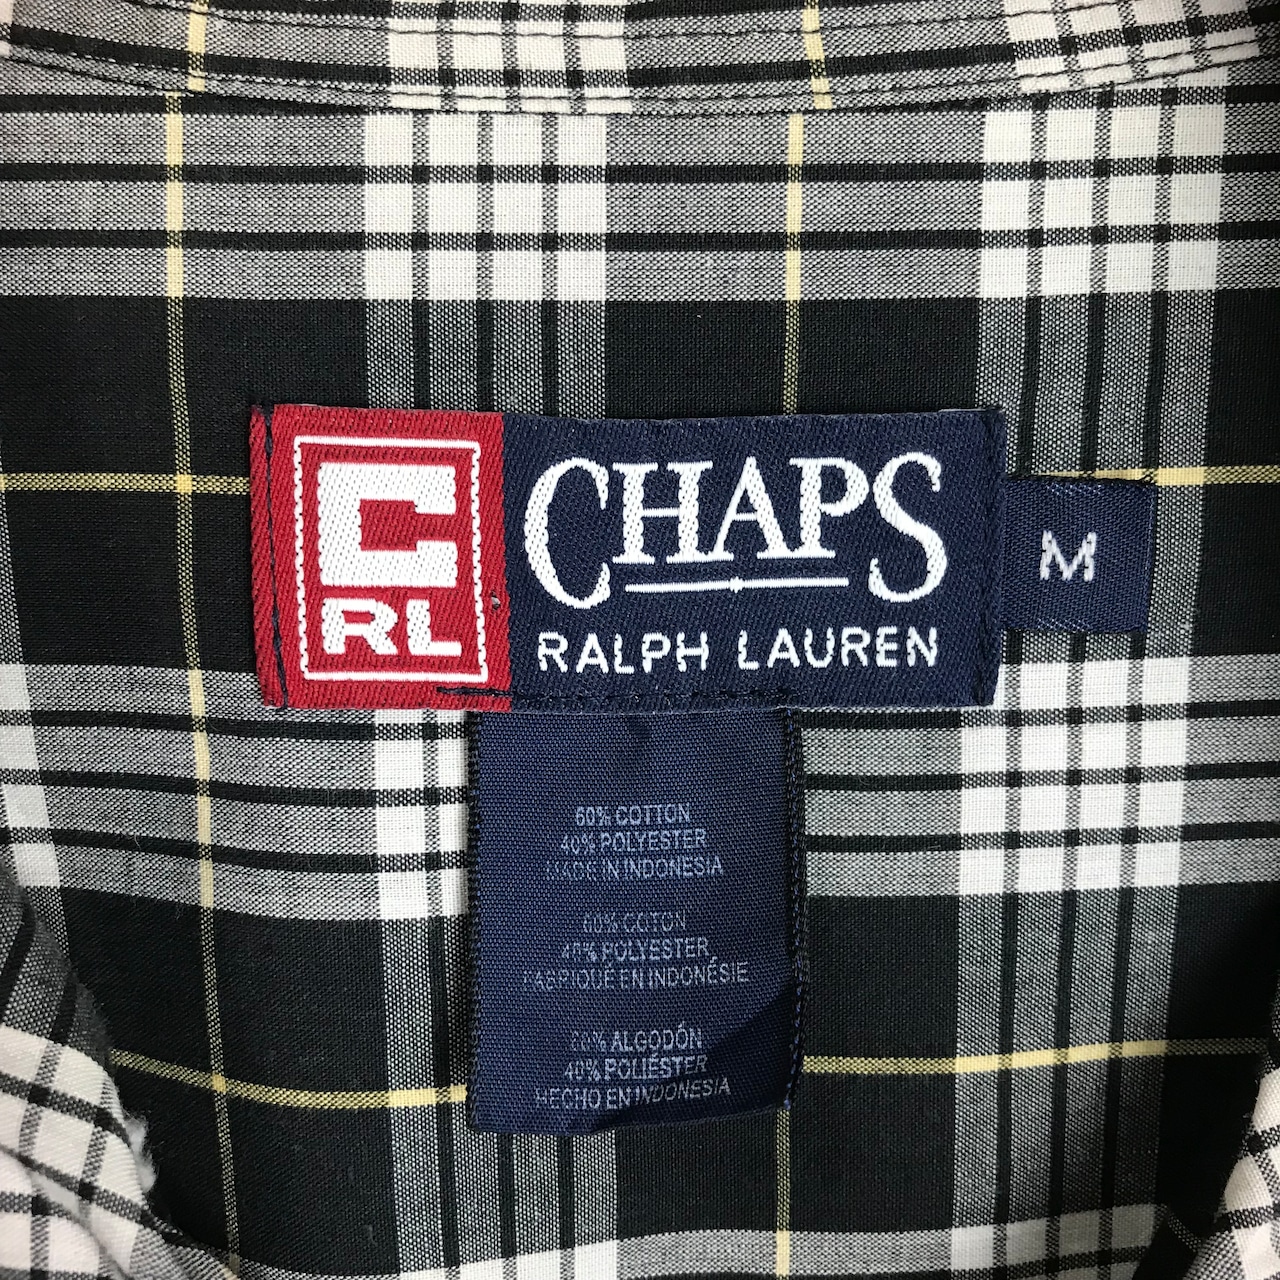 C
RL
CHAPS
RALPH LAUREN
M
60% COTTON
40% POLYESTER
MADE IN INDONESIA
60% COTON
40% POLYESTER
FABRIQUÉ EN INDONÉSIE
ALGODÓN
40% POLIÉSTER
HECHO EN INDONESIA